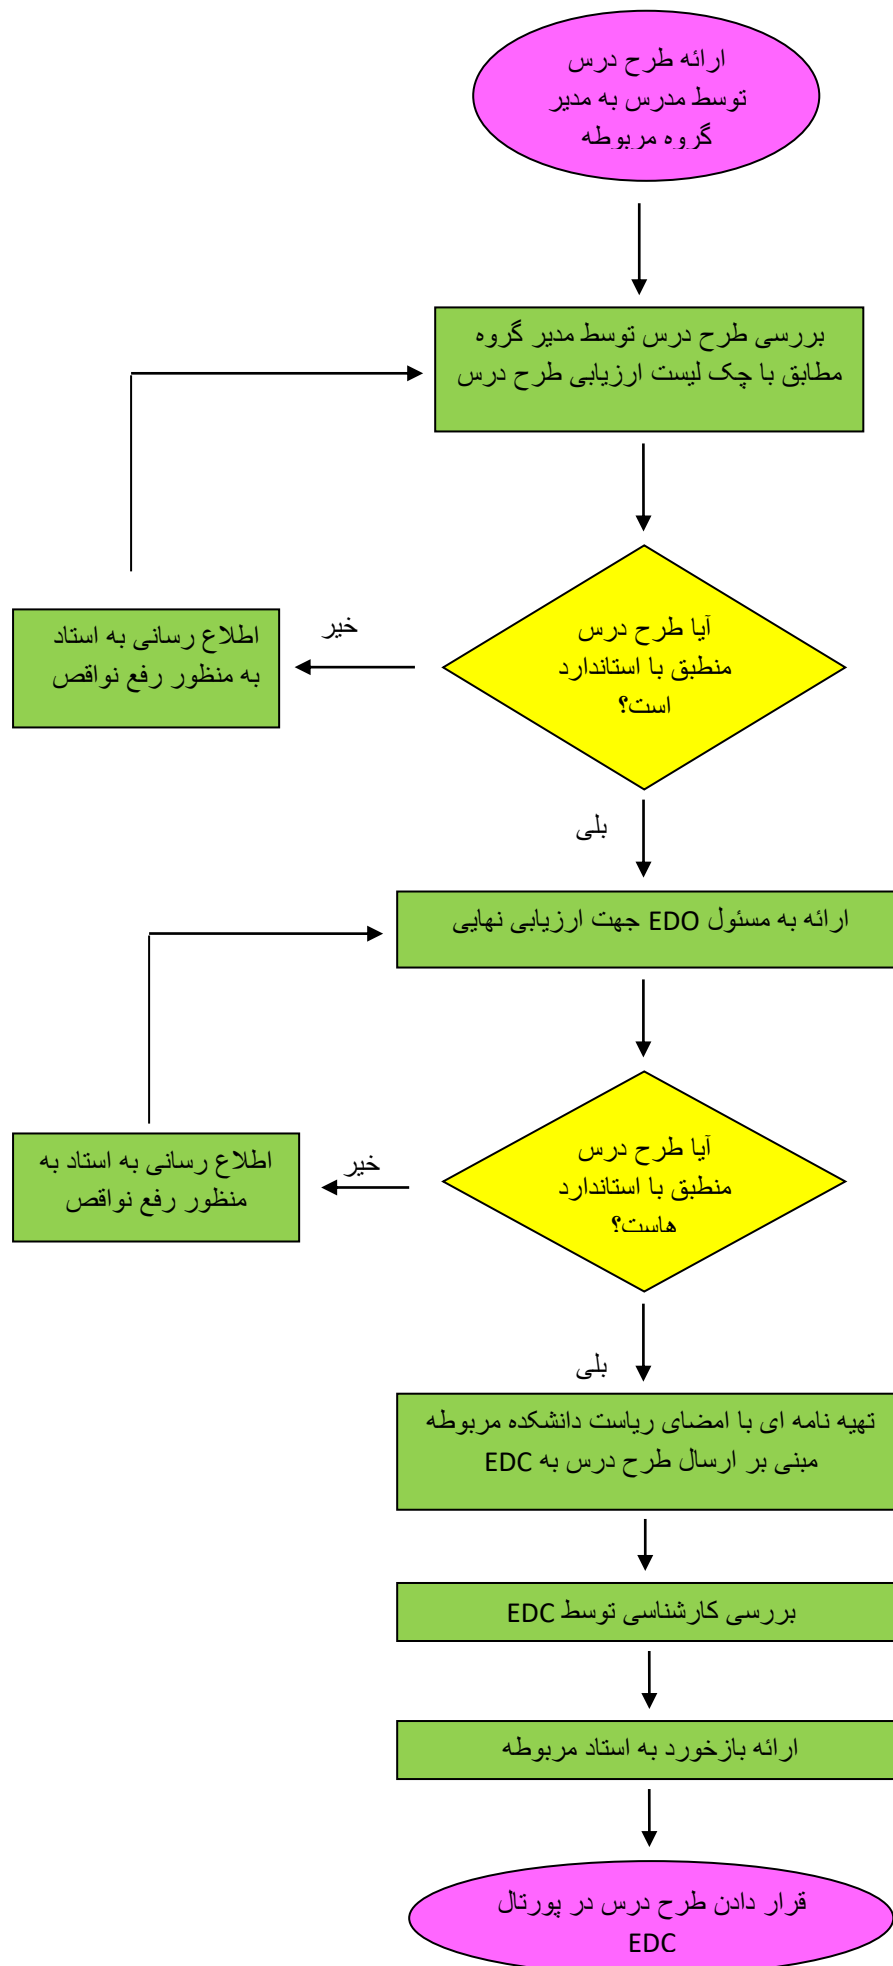 ارائه طرح درس
توسط مدرس به مدیر
گروه مربوطه
بررسی طرح درس توسط مدیر گروه
مطابق با چک لیست ارزیابی طرح درس
آیا طرح درس
منطبق با استاندارد
است؟
خیر
اطلاع رسانی به استاد
به منظور رفع نواقص
بلی
ارائه به مسئول EDO جهت ارزیابی نهایی
آیا طرح درس
منطبق با استاندارد
هاست؟
خیر
اطلاع رسانی به استاد به
منظور رفع نواقص
بلی
تهیه نامه ای با امضای ریاست دانشکده مربوطه
مبنی بر ارسال طرح درس به EDC
بررسی کارشناسی توسط EDC
ارائه بازخورد به استاد مربوطه
قرار دادن طرح درس در پورتال
EDC